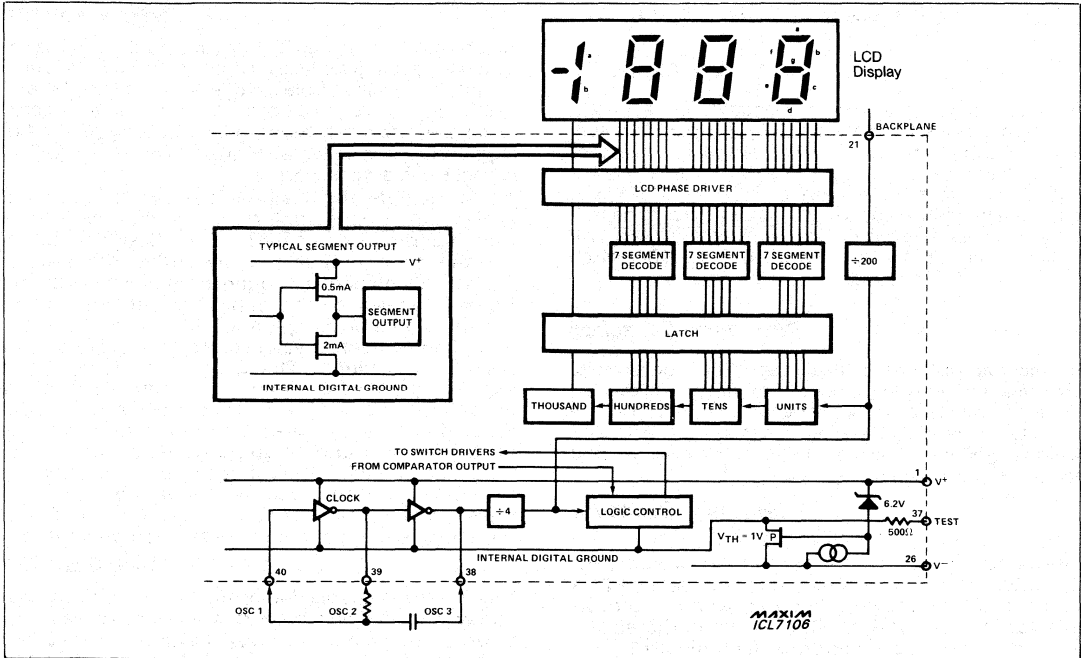 LCD
Display
a
b
a
f
b
g
e
c
d
BACKPLANE
21
LCD PHASE DRIVER
TYPICAL SEGMENT OUTPUT
V+
0.5mA
SEGMENT
OUTPUT
2mA
INTERNAL DIGITAL GROUND
7 SEGMENT
DECODE
7 SEGMENT
DECODE
7 SEGMENT
DECODE
÷200
LATCH
THOUSAND
HUNDREDS
TENS
UNITS
TO SWITCH DRIVERS
FROM COMPARATOR OUTPUT
1
V+
CLOCK
6.2V
÷4
LOGIC CONTROL
37
TEST
500Ω
VTH = 1V
P
INTERNAL DIGITAL GROUND
26
V−
40
39
38
OSC 1
OSC 2
OSC 3
MAXIM
ICL7106